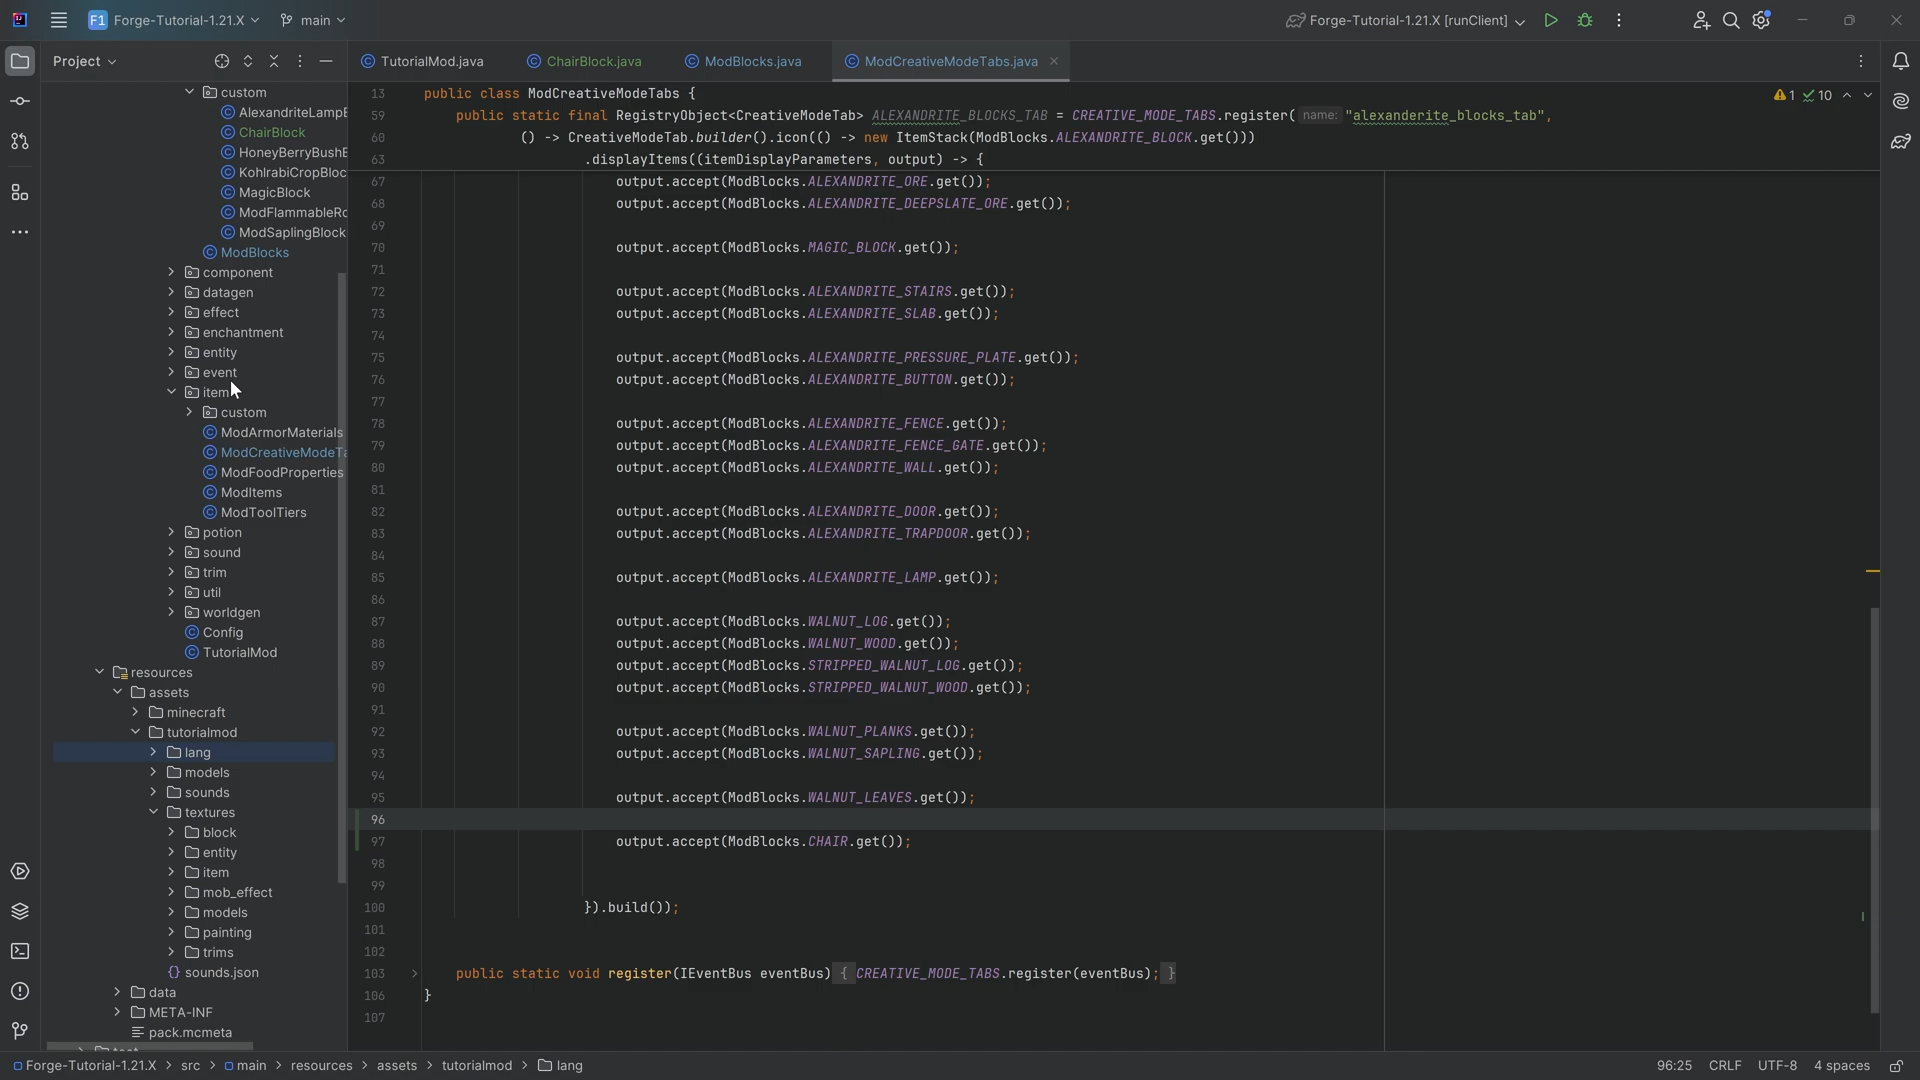 F1 Forge-Tutorial-1.21.X main Forge-Tutorial-1.21.X [runClient]
Project
TutorialMod.java ChairBlock.java ModBlocks.java ModCreativeModeTabs.java
custom
AlexandriteLampB
ChairBlock
HoneyBerryBushB
KohlrabiCropBloc
MagicBlock
ModFlammableRo
ModSaplingBlock
ModBlocks
component
datagen
effect
enchantment
entity
event
item
custom
ModArmorMaterials
ModCreativeModeTa
ModFoodProperties
ModItems
ModToolTiers
potion
sound
trim
util
worldgen
Config
TutorialMod
resources
assets
minecraft
tutorialmod
lang
models
sounds
textures
block
entity
item
mob_effect
models
painting
trims
{} sounds.json
data
META-INF
pack.mcmeta
1 10
13 public class ModCreativeModeTabs {
59 public static final RegistryObject<CreativeModeTab> ALEXANDRITE_BLOCKS_TAB = CREATIVE_MODE_TABS.register( name: "alexanderite_blocks_tab",
60 () -> CreativeModeTab.builder().icon(() -> new ItemStack(ModBlocks.ALEXANDRITE_BLOCK.get()))
63 .displayItems((itemDisplayParameters, output) -> {
67 output.accept(ModBlocks.ALEXANDRITE_ORE.get());
68 output.accept(ModBlocks.ALEXANDRITE_DEEPSLATE_ORE.get());
69
70 output.accept(ModBlocks.MAGIC_BLOCK.get());
71
72 output.accept(ModBlocks.ALEXANDRITE_STAIRS.get());
73 output.accept(ModBlocks.ALEXANDRITE_SLAB.get());
74
75 output.accept(ModBlocks.ALEXANDRITE_PRESSURE_PLATE.get());
76 output.accept(ModBlocks.ALEXANDRITE_BUTTON.get());
77
78 output.accept(ModBlocks.ALEXANDRITE_FENCE.get());
79 output.accept(ModBlocks.ALEXANDRITE_FENCE_GATE.get());
80 output.accept(ModBlocks.ALEXANDRITE_WALL.get());
81
82 output.accept(ModBlocks.ALEXANDRITE_DOOR.get());
83 output.accept(ModBlocks.ALEXANDRITE_TRAPDOOR.get());
84
85 output.accept(ModBlocks.ALEXANDRITE_LAMP.get());
86
87 output.accept(ModBlocks.WALNUT_LOG.get());
88 output.accept(ModBlocks.WALNUT_WOOD.get());
89 output.accept(ModBlocks.STRIPPED_WALNUT_LOG.get());
90 output.accept(ModBlocks.STRIPPED_WALNUT_WOOD.get());
91
92 output.accept(ModBlocks.WALNUT_PLANKS.get());
93 output.accept(ModBlocks.WALNUT_SAPLING.get());
94
95 output.accept(ModBlocks.WALNUT_LEAVES.get());
96
97 output.accept(ModBlocks.CHAIR.get());
98
99
100 }).build());
101
102
103 public static void register(IEventBus eventBus) { CREATIVE_MODE_TABS.register(eventBus); }
106 }
107
Forge-Tutorial-1.21.X > src > main > resources > assets > tutorialmod > lang 96:25 CRLF UTF-8 4 spaces